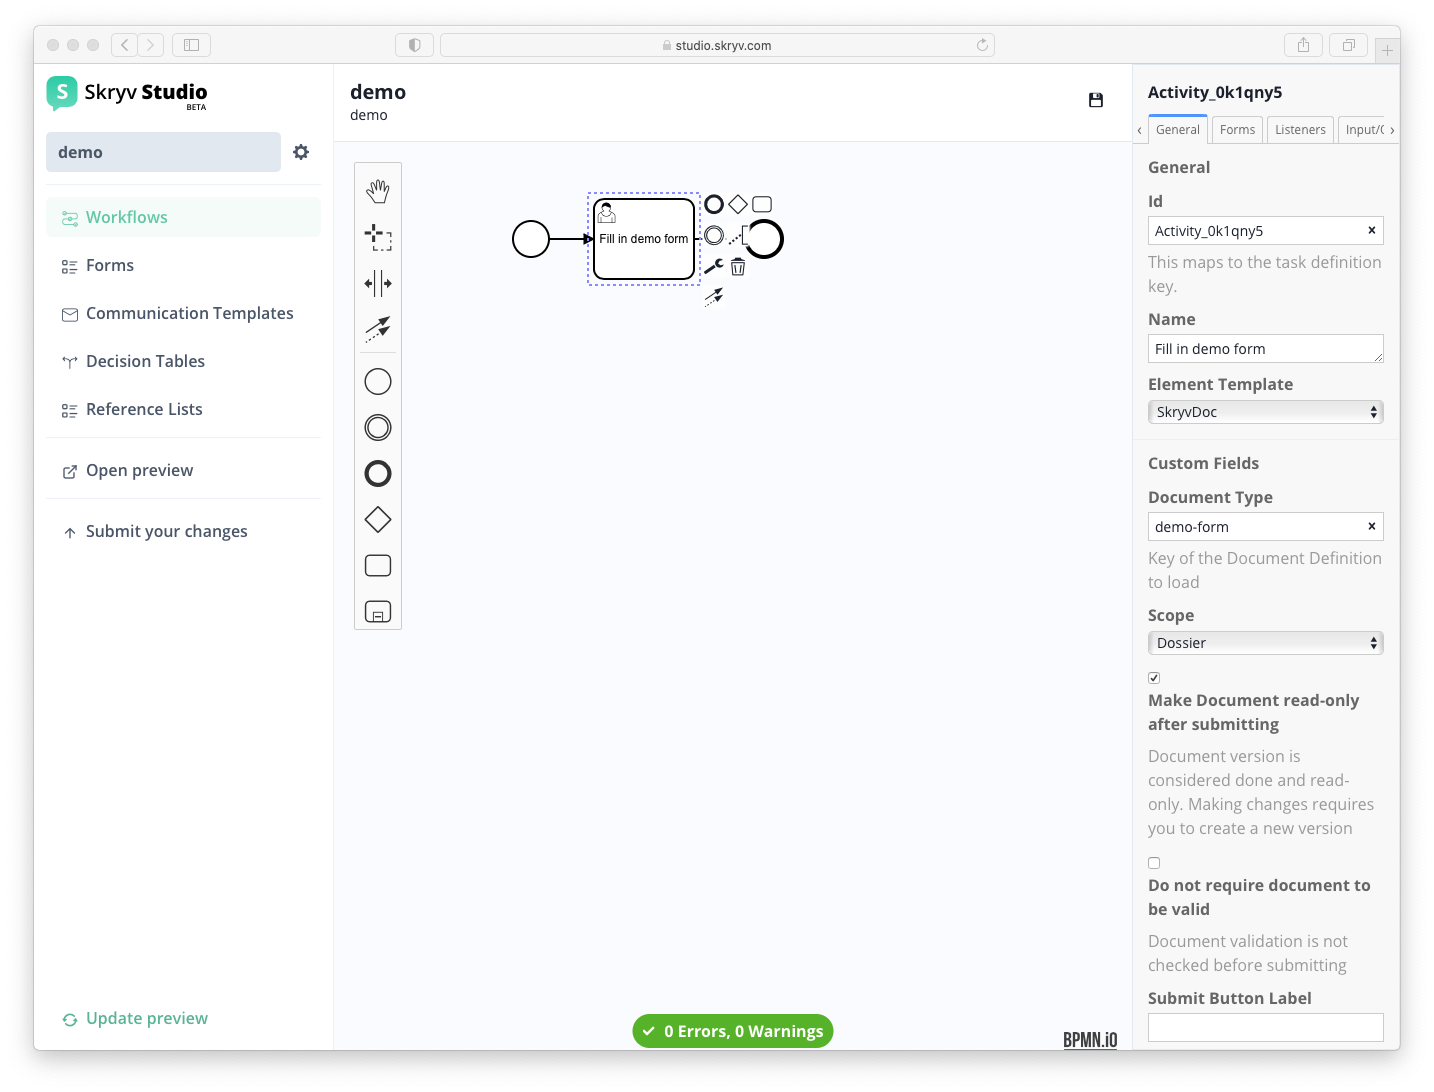 studio.skryv.com
S Skryv Studio
BETA
demo
Workflows
Forms
Communication Templates
Decision Tables
Reference Lists
Open preview
Submit your changes
Update preview
demo
demo
Fill in demo form
0 Errors, 0 Warnings
BPMN.iO
Activity_0k1qny5
General
Forms
Listeners
Input/
General
Id
Activity_0k1qny5
This maps to the task definition
key.
Name
Fill in demo form
Element Template
SkryvDoc
Custom Fields
Document Type
demo-form
Key of the Document Definition
to load
Scope
Dossier
Make Document read-only
after submitting
Document version is
considered done and read-
only. Making changes requires
you to create a new version
Do not require document to
be valid
Document validation is not
checked before submitting
Submit Button Label